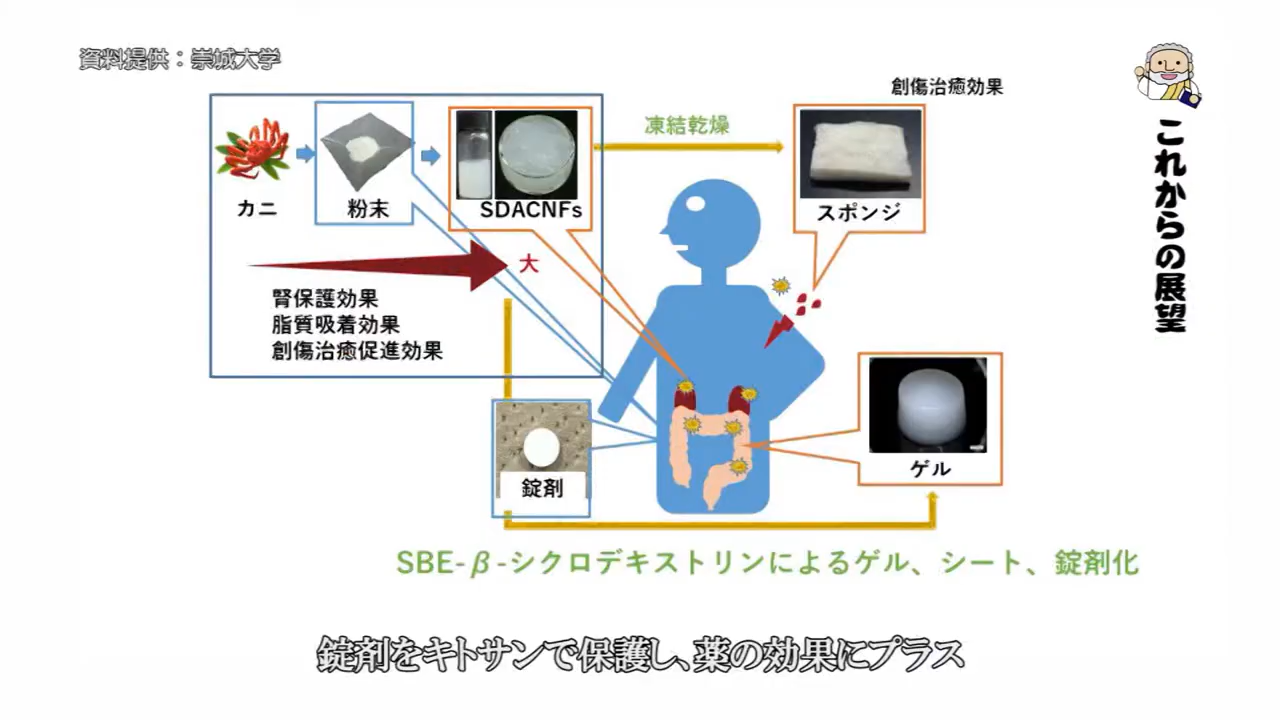 資料提供：崇城大学
創傷治癒効果
これからの展望
凍結乾燥
カニ
粉末
SDACNFs
スポンジ
大
腎保護効果
脂質吸着効果
創傷治癒促進効果
錠剤
ゲル
SBE-β-シクロデキストリンによるゲル、シート、錠剤化
錠剤をキトサンで保護し、薬の効果にプラス